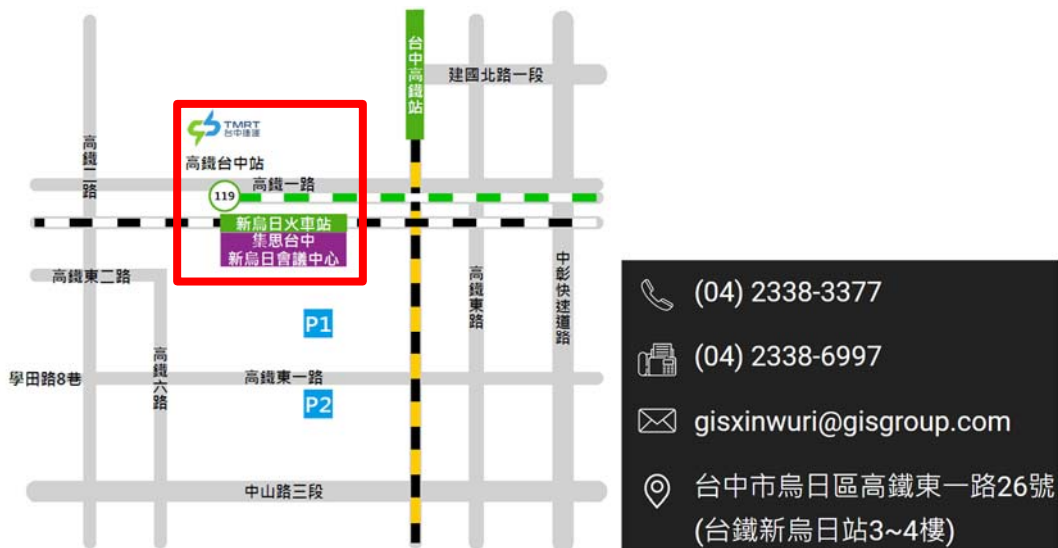 台中高鐵站
建國北路一段
TMRT
台中捷運
高鐵二路
高鐵台中站
高鐵一路
119
新烏日火車站
集思台中
新烏日會議中心
高鐵東二路
高鐵東路
中彰快速道路
P1
高鐵六路
學田路8巷
高鐵東一路
P2
中山路三段
(04) 2338-3377
(04) 2338-6997
gisxinwuri@gisgroup.com
台中市烏日區高鐵東一路26號
(台鐵新烏日站3~4樓)